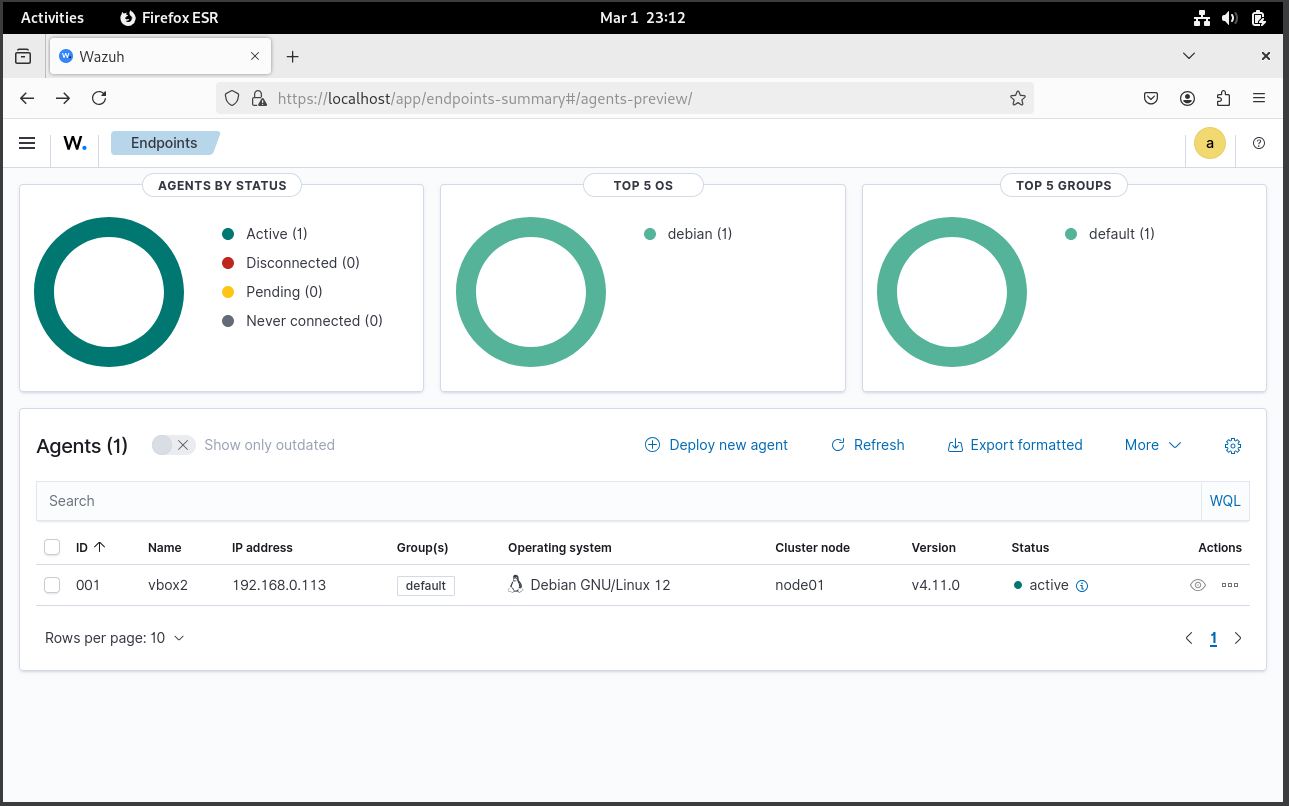 Activities Firefox ESR Mar 1 23:12
Wazuh
https://localhost/app/endpoints-summary#/agents-preview/
W. Endpoints a
AGENTS BY STATUS TOP 5 OS TOP 5 GROUPS
Active (1) debian (1) default (1)
Disconnected (0)
Pending (0)
Never connected (0)
Agents (1) Show only outdated Deploy new agent Refresh Export formatted More
Search WQL
ID Name IP address Group(s) Operating system Cluster node Version Status Actions
001 vbox2 192.168.0.113 default Debian GNU/Linux 12 node01 v4.11.0 active
Rows per page: 10 1